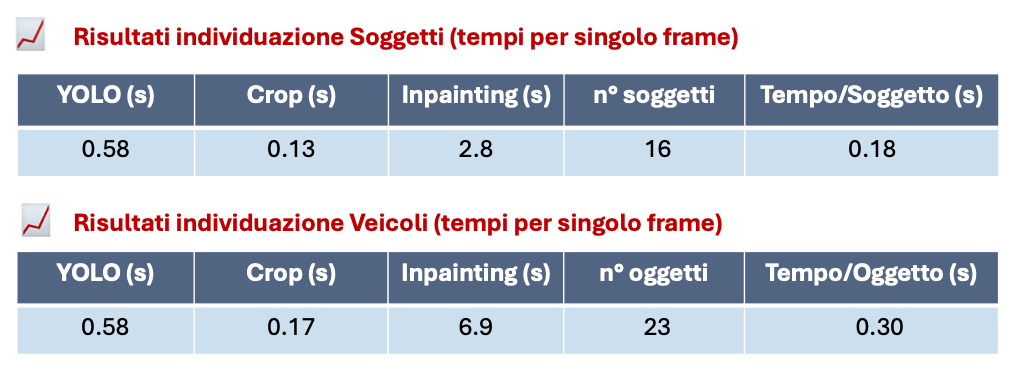 Risultati individuazione Soggetti (tempi per singolo frame)
YOLO (s) Crop (s) Inpainting (s) n° soggetti Tempo/Soggetto (s)
0.58 0.13 2.8 16 0.18
Risultati individuazione Veicoli (tempi per singolo frame)
YOLO (s) Crop (s) Inpainting (s) n° oggetti Tempo/Oggetto (s)
0.58 0.17 6.9 23 0.30